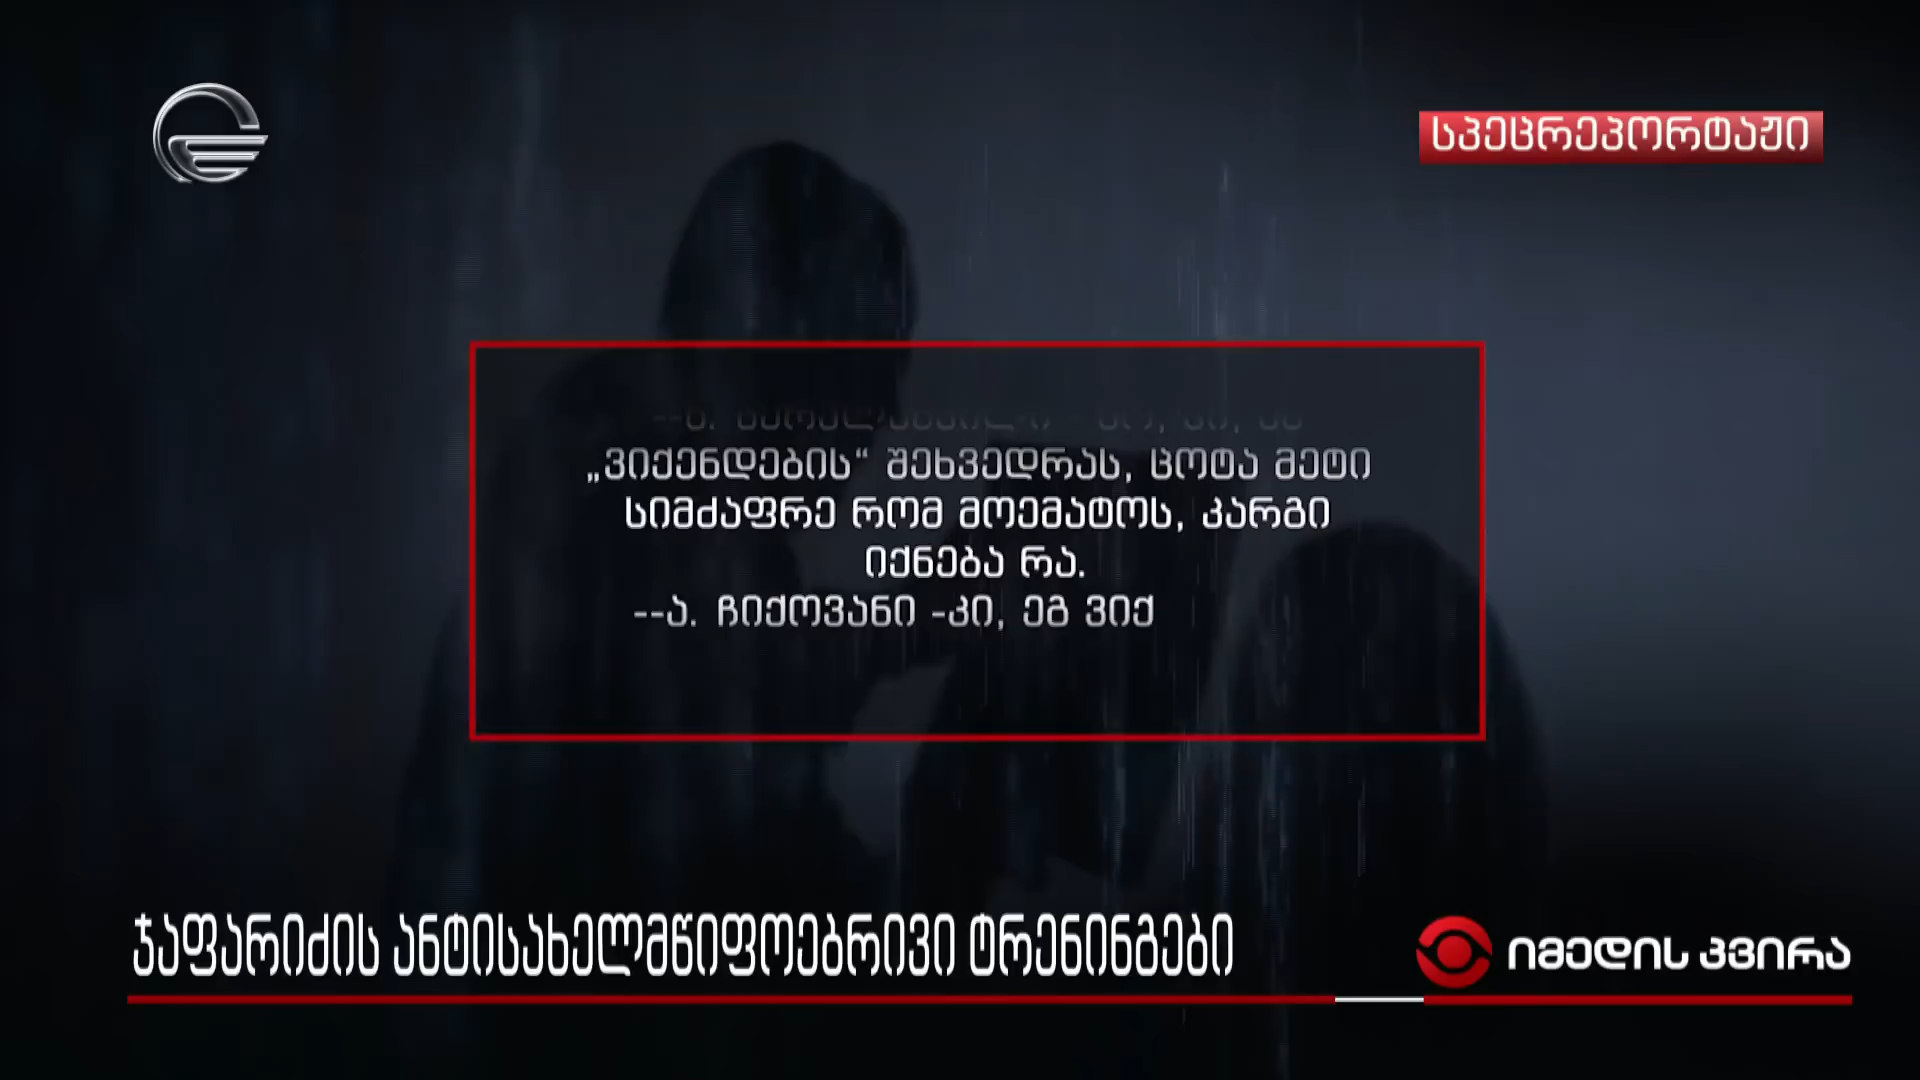 სპეცრეპორტაჟი
„ვიქენდების“ შეხვედრას, ცოტა მეტი
სიმძაფრე რომ მოემატოს, კარგი
იქნება რა.
--ა. ჩიქოვანი -კი, ეგ ვიქ
ჯაფარიძის ანტისახელმწიფოებრივი ტრენინგები
იმედის კვირა